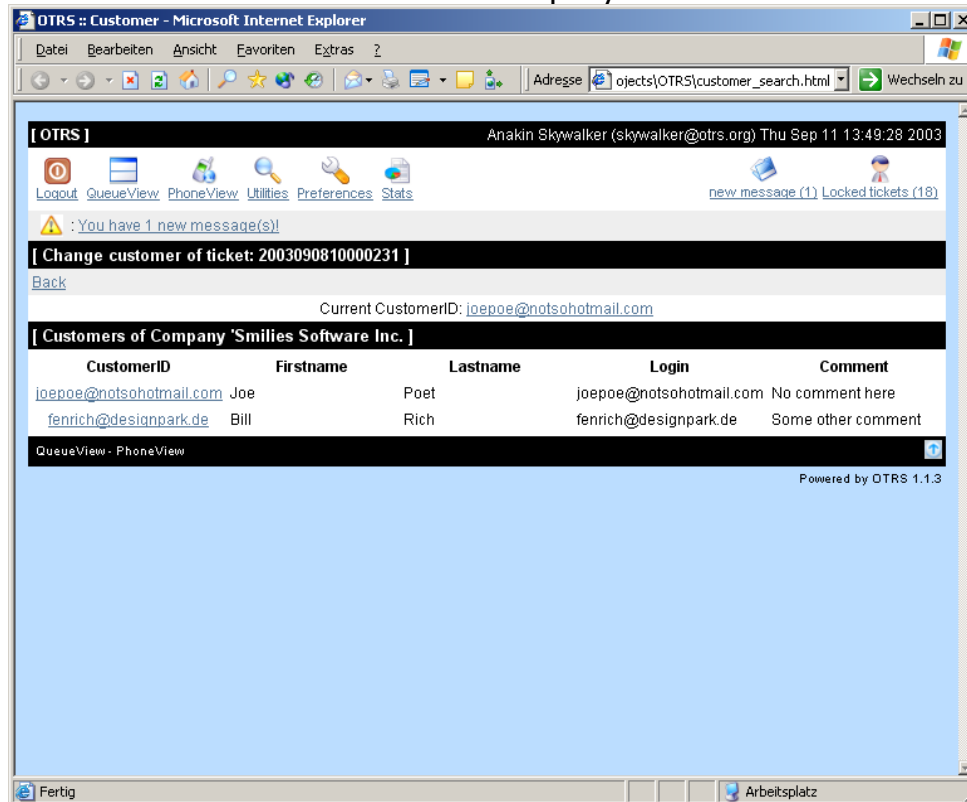 OTRS :: Customer - Microsoft Internet Explorer
Datei Bearbeiten Ansicht Favoriten Extras ?
Adresse ojects\OTRS\customer_search.html Wechseln zu
[ OTRS ] Anakin Skywalker (skywalker@otrs.org) Thu Sep 11 13:49:28 2003
Logout QueueView PhoneView Utilities Preferences Stats new message (1) Locked tickets (18)
: You have 1 new message(s)!
[ Change customer of ticket: 2003090810000231 ]
Back
Current CustomerID: joepoe@notsohotmail.com
[ Customers of Company 'Smilies Software Inc. ]
CustomerID Firstname Lastname Login Comment
joepoe@notsohotmail.com Joe Poet joepoe@notsohotmail.com No comment here
fenrich@designpark.de Bill Rich fenrich@designpark.de Some other comment
QueueView - PhoneView
Powered by OTRS 1.1.3
Fertig Arbeitsplatz